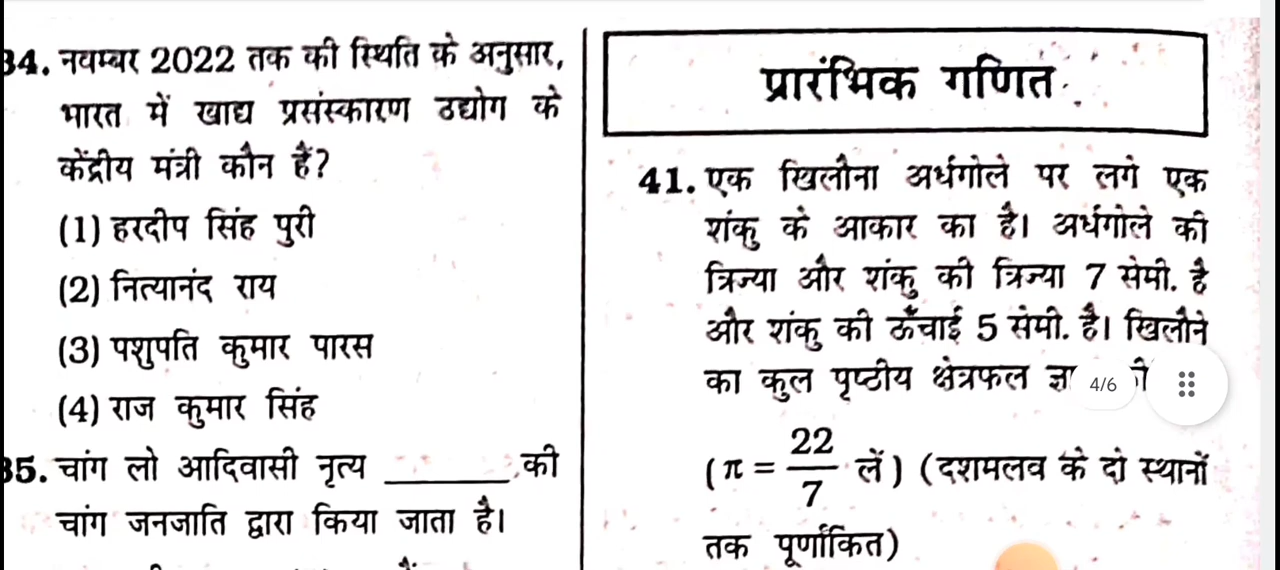 34. नवम्बर 2022 तक की स्थिति के अनुसार,
भारत में खाद्य प्रसंस्कारण उद्योग के
केंद्रीय मंत्री कौन हैं?
(1) हरदीप सिंह पुरी
(2) नित्यानंद राय
(3) पशुपति कुमार पारस
(4) राज कुमार सिंह
35. चांग लो आदिवासी नृत्य ________ की
चांग जनजाति द्वारा किया जाता है।
प्रारंभिक गणित
41. एक खिलौना अर्धगोले पर लगे एक
शंकु के आकार का है। अर्धगोले की
त्रिज्या और शंकु की त्रिज्या 7 सेमी. है
और शंकु की ऊँचाई 5 सेमी. है। खिलौने
का कुल पृष्ठीय क्षेत्रफल
4/6
(π = 22/7 लें) (दशमलव के दो स्थानों
तक पूर्णांकित)